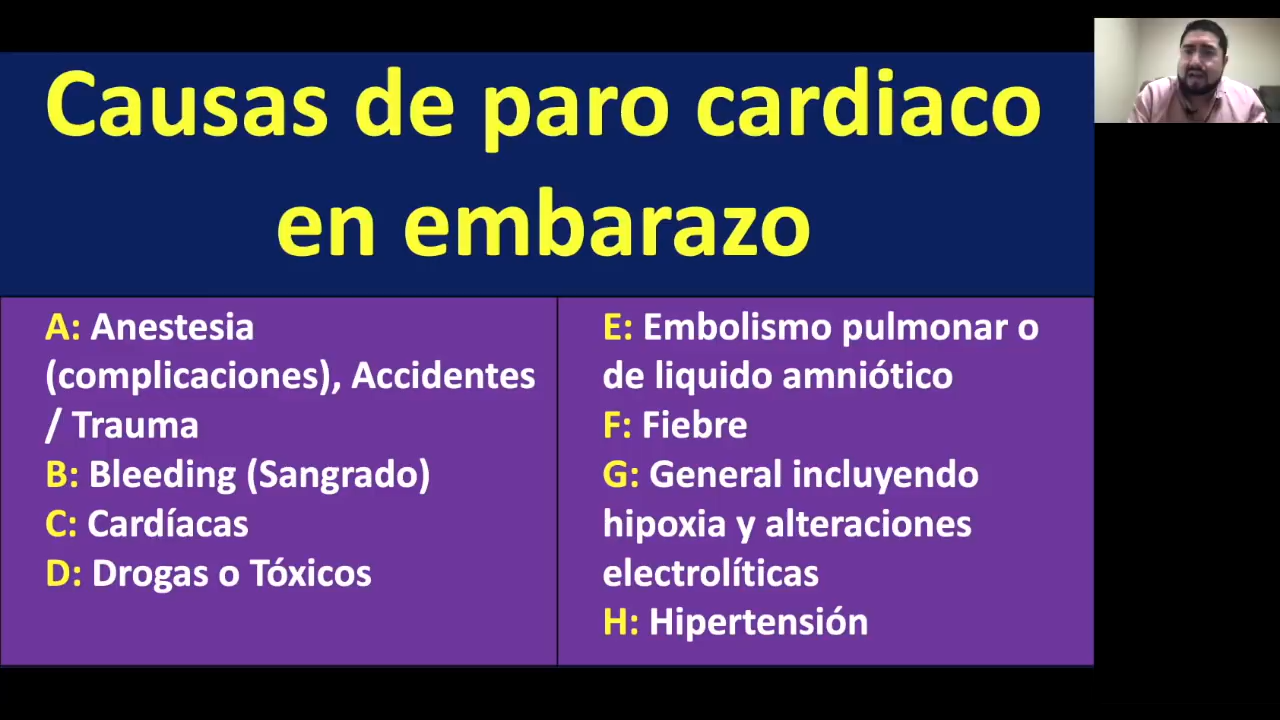 Causas de paro cardiaco
en embarazo
A: Anestesia
(complicaciones), Accidentes
/ Trauma
B: Bleeding (Sangrado)
C: Cardíacas
D: Drogas o Tóxicos
E: Embolismo pulmonar o
de liquido amniótico
F: Fiebre
G: General incluyendo
hipoxia y alteraciones
electrolíticas
H: Hipertensión